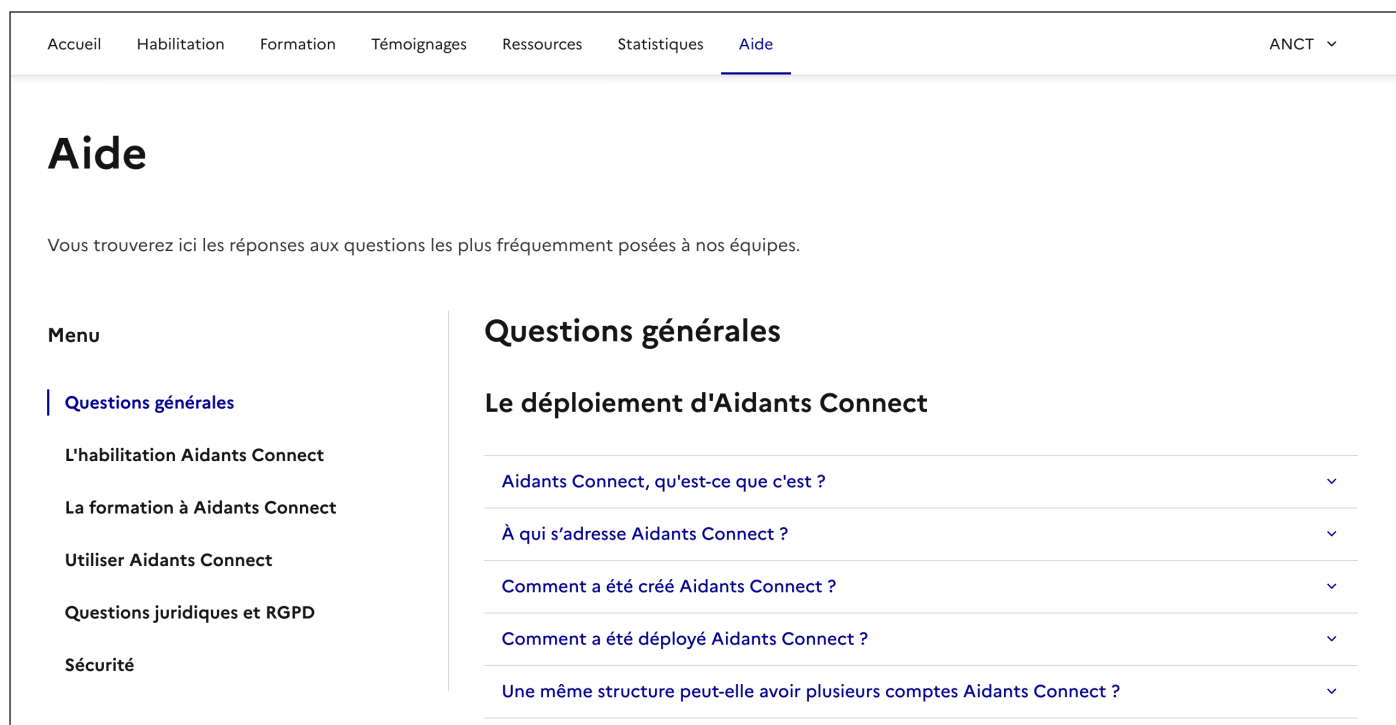 Accueil Habilitation Formation Témoignages Ressources Statistiques Aide ANCT
Aide
Vous trouverez ici les réponses aux questions les plus fréquemment posées à nos équipes.
Menu
Questions générales
L'habilitation Aidants Connect
La formation à Aidants Connect
Utiliser Aidants Connect
Questions juridiques et RGPD
Sécurité
Questions générales
Le déploiement d'Aidants Connect
Aidants Connect, qu'est-ce que c'est ?
À qui s’adresse Aidants Connect ?
Comment a été créé Aidants Connect ?
Comment a été déployé Aidants Connect ?
Une même structure peut-elle avoir plusieurs comptes Aidants Connect ?